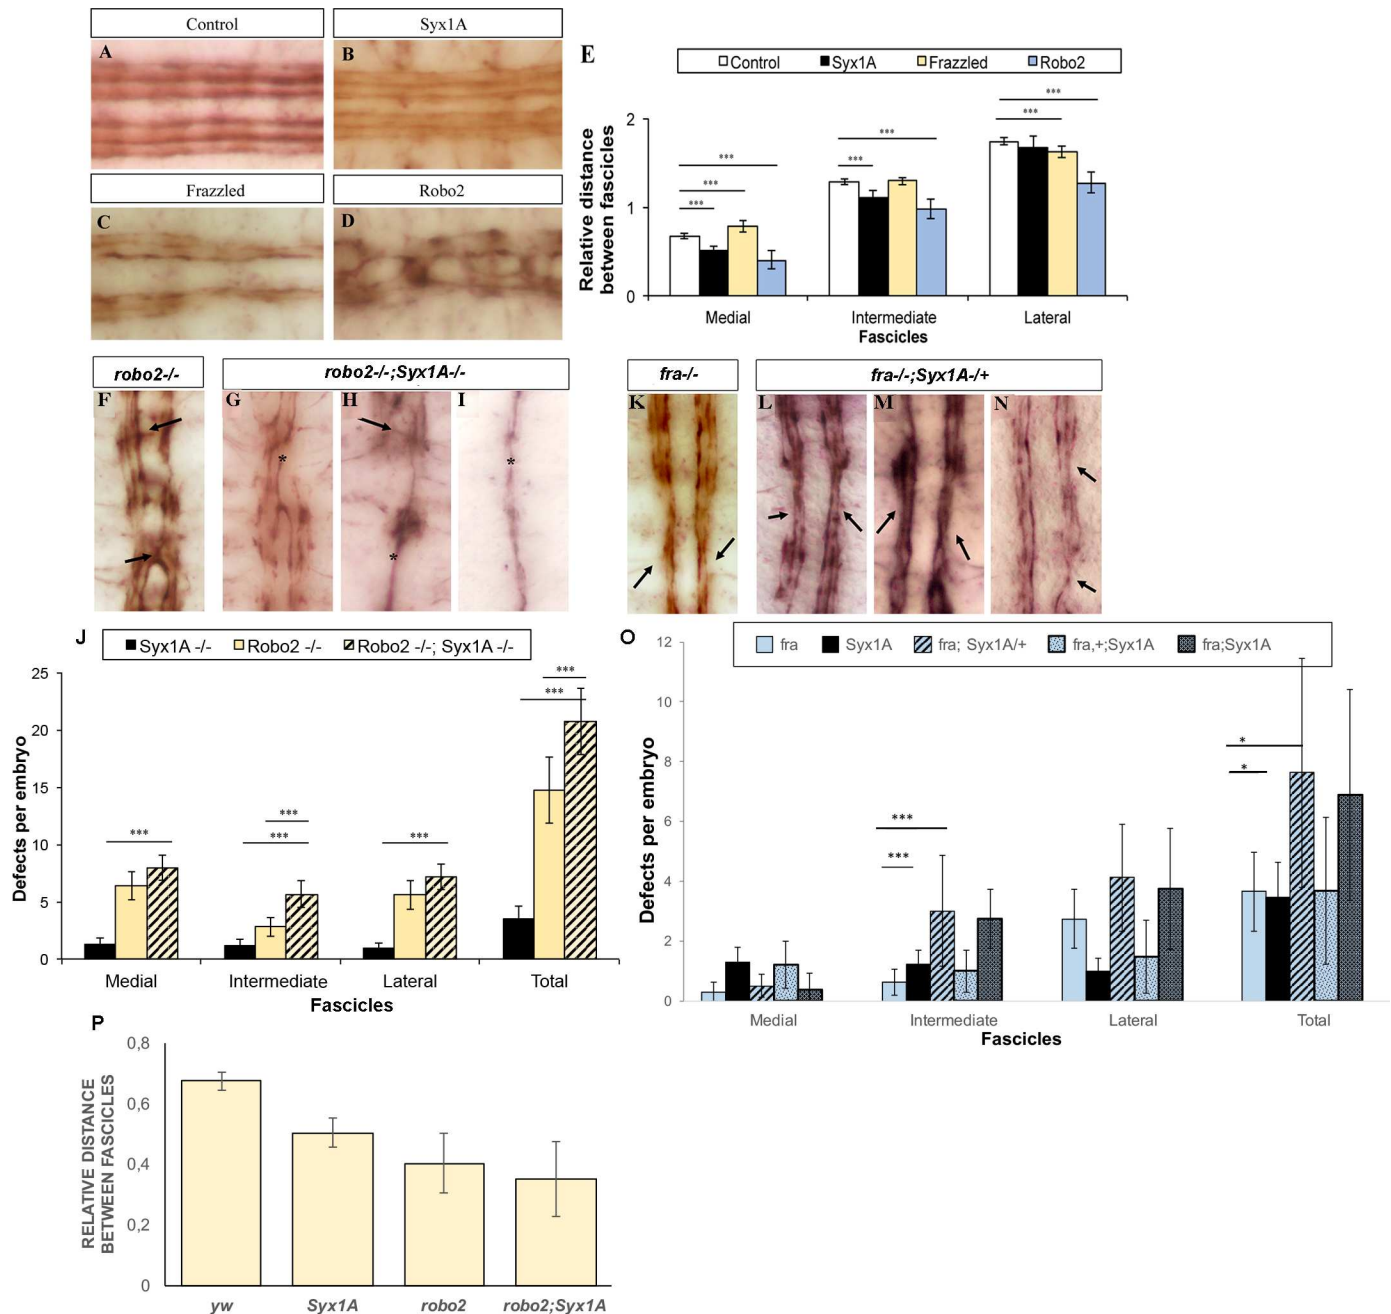 Control
Syx1A
A
B
Frazzled
Robo2
C
D
E
Control Syx1A Frazzled Robo2
Relative distance
between fascicles
2
1
0
*** *** ***
*** ***
*** *** ***
Medial Intermediate Lateral
Fascicles
robo2-/-
robo2-/-;Syx1A-/-
F G H I
*
*
*
fra-/-
fra-/-;Syx1A-/+
K L M N
J
Syx1A -/- Robo2 -/- Robo2 -/-; Syx1A -/-
Defects per embryo
25
20
15
10
5
0
***
***
***
***
***
***
Medial Intermediate Lateral Total
Fascicles
O
fra Syx1A fra; Syx1A/+ fra,+;Syx1A fra;Syx1A
Defects per embryo
12
10
8
6
4
2
0
***
***
*
*
Medial Intermediate Lateral Total
Fascicles
P
RELATIVE DISTANCE
BETWEEN FASCICLES
0,8
0,6
0,4
0,2
0
yw Syx1A robo2 robo2;Syx1A